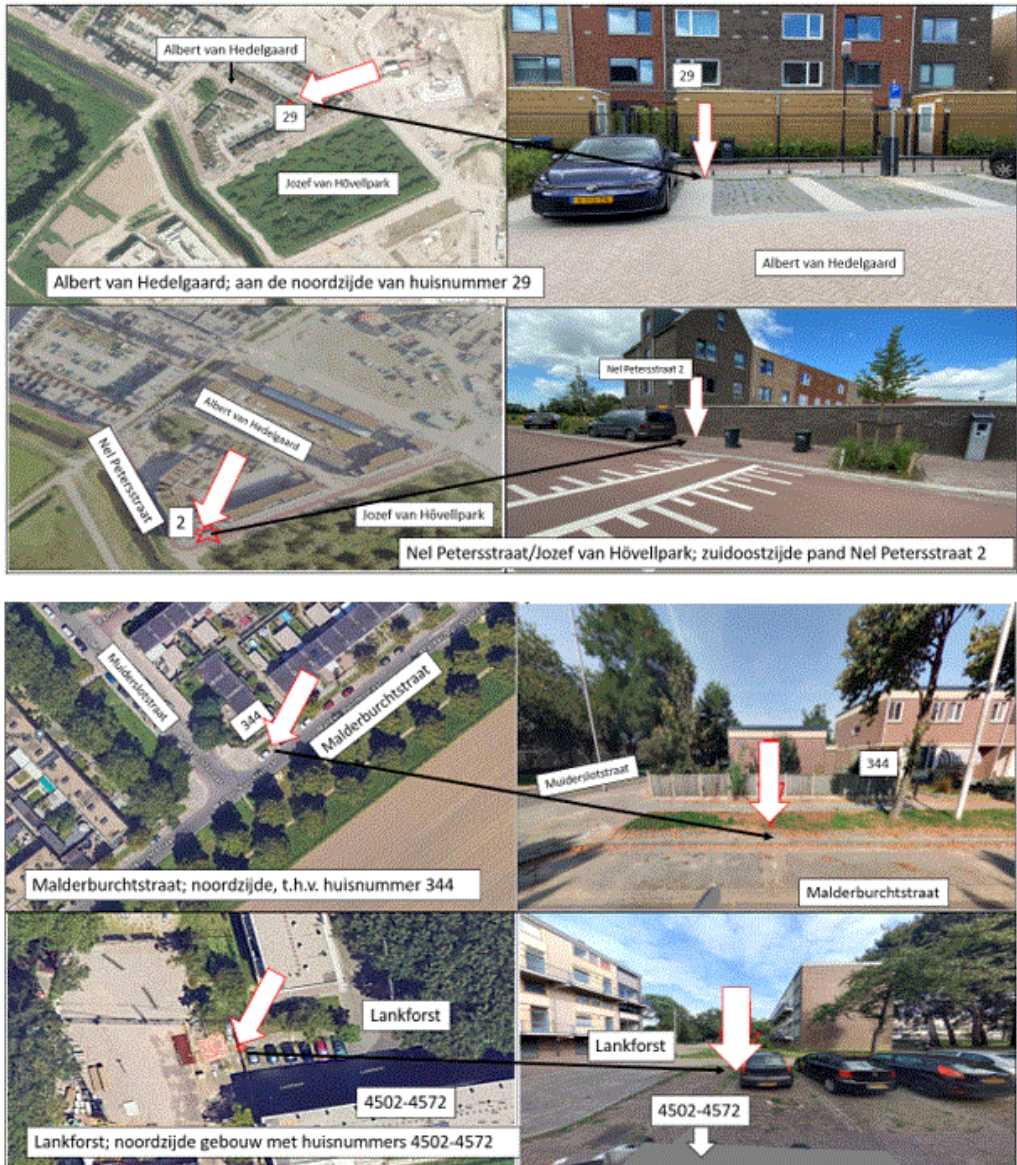 Albert van Hedelgaard
29
Jozef van Hövellpark
29
Albert van Hedelgaard
Albert van Hedelgaard; aan de noordzijde van huisnummer 29
Albert van Hedelgaard
Nel Petersstraat
2
Jozef van Hövellpark
Nel Petersstraat 2
Nel Petersstraat/Jozef van Hövellpark; zuidoostzijde pand Nel Petersstraat 2
Muiderslotstraat
344
Malderburchtstraat
Malderburchtstraat; noordzijde, t.h.v. huisnummer 344
Muiderslotstraat
344
Malderburchtstraat
Lankforst
4502-4572
Lankforst; noordzijde gebouw met huisnummers 4502-4572
Lankforst
4502-4572